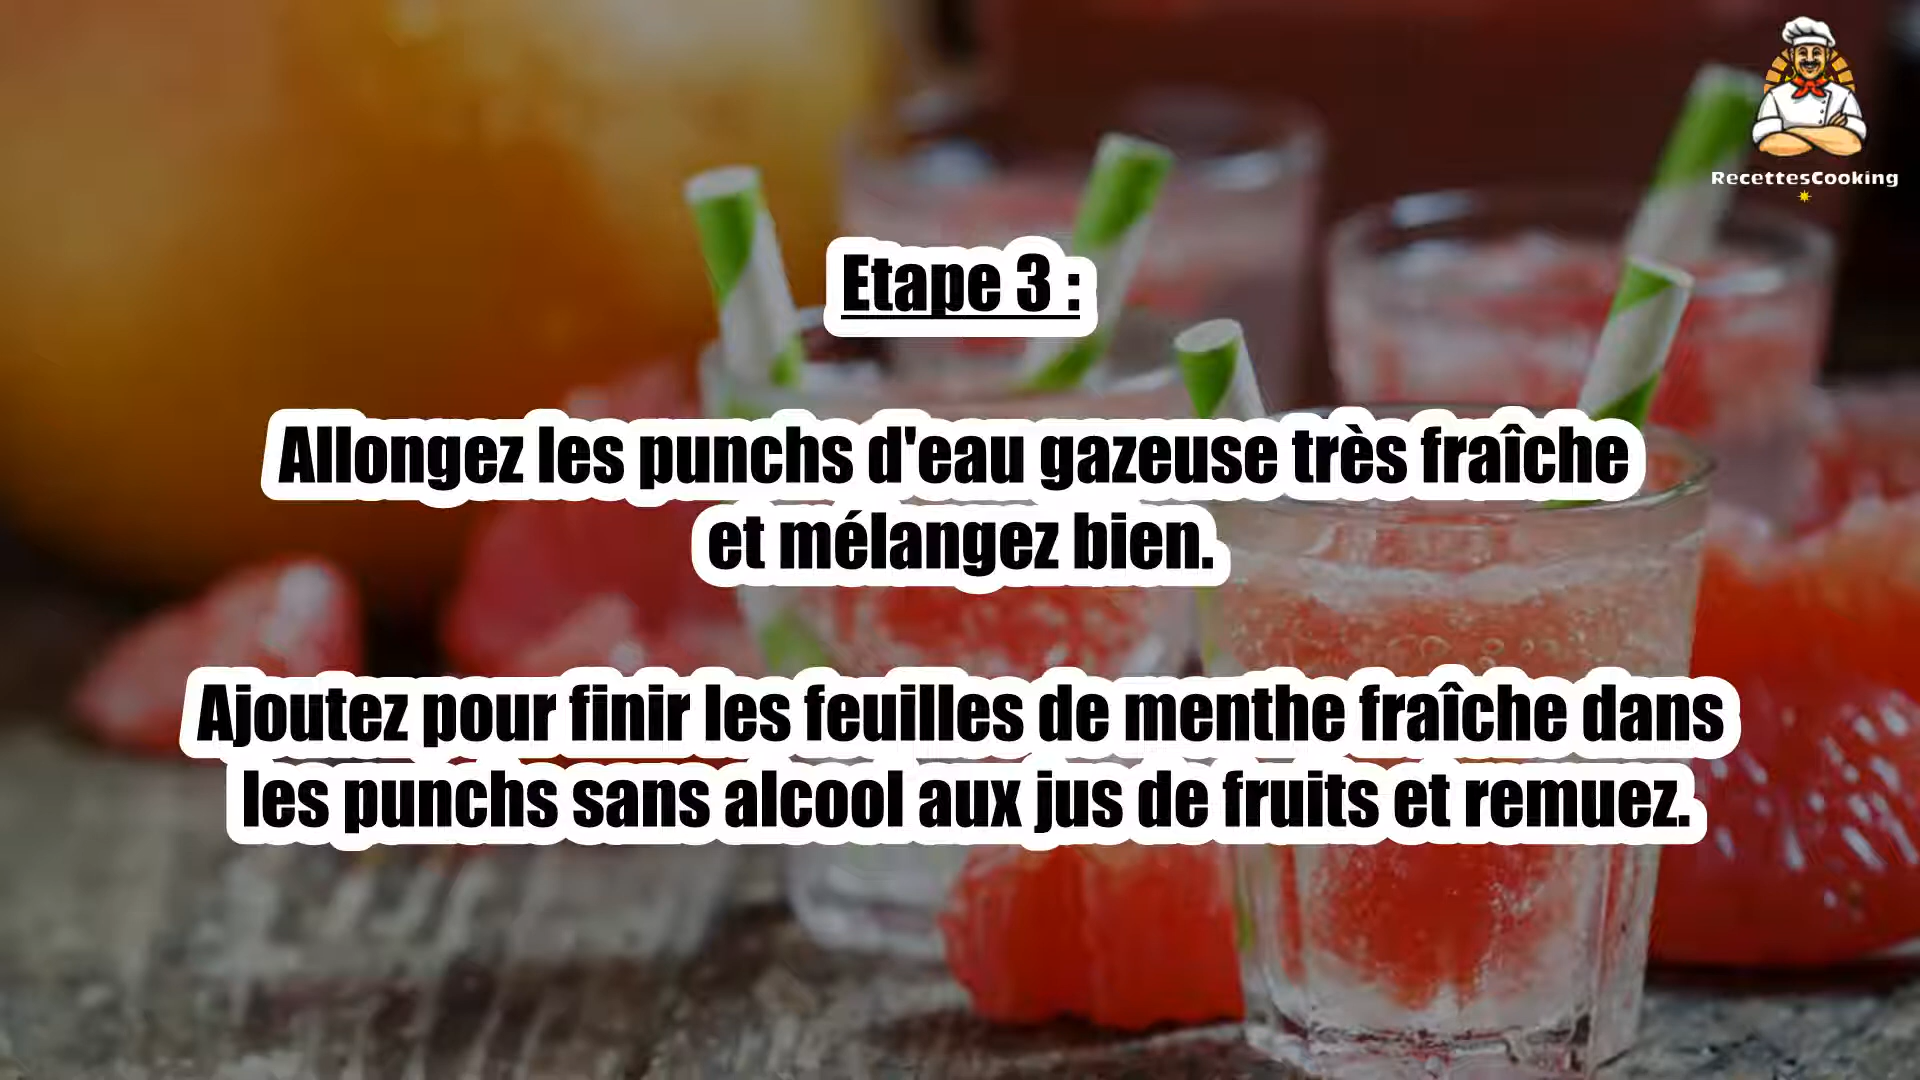 RecettesCooking
Etape 3 :
Allongez les punchs d'eau gazeuse très fraîche
et mélangez bien.
Ajoutez pour finir les feuilles de menthe fraîche dans
les punchs sans alcool aux jus de fruits et remuez.